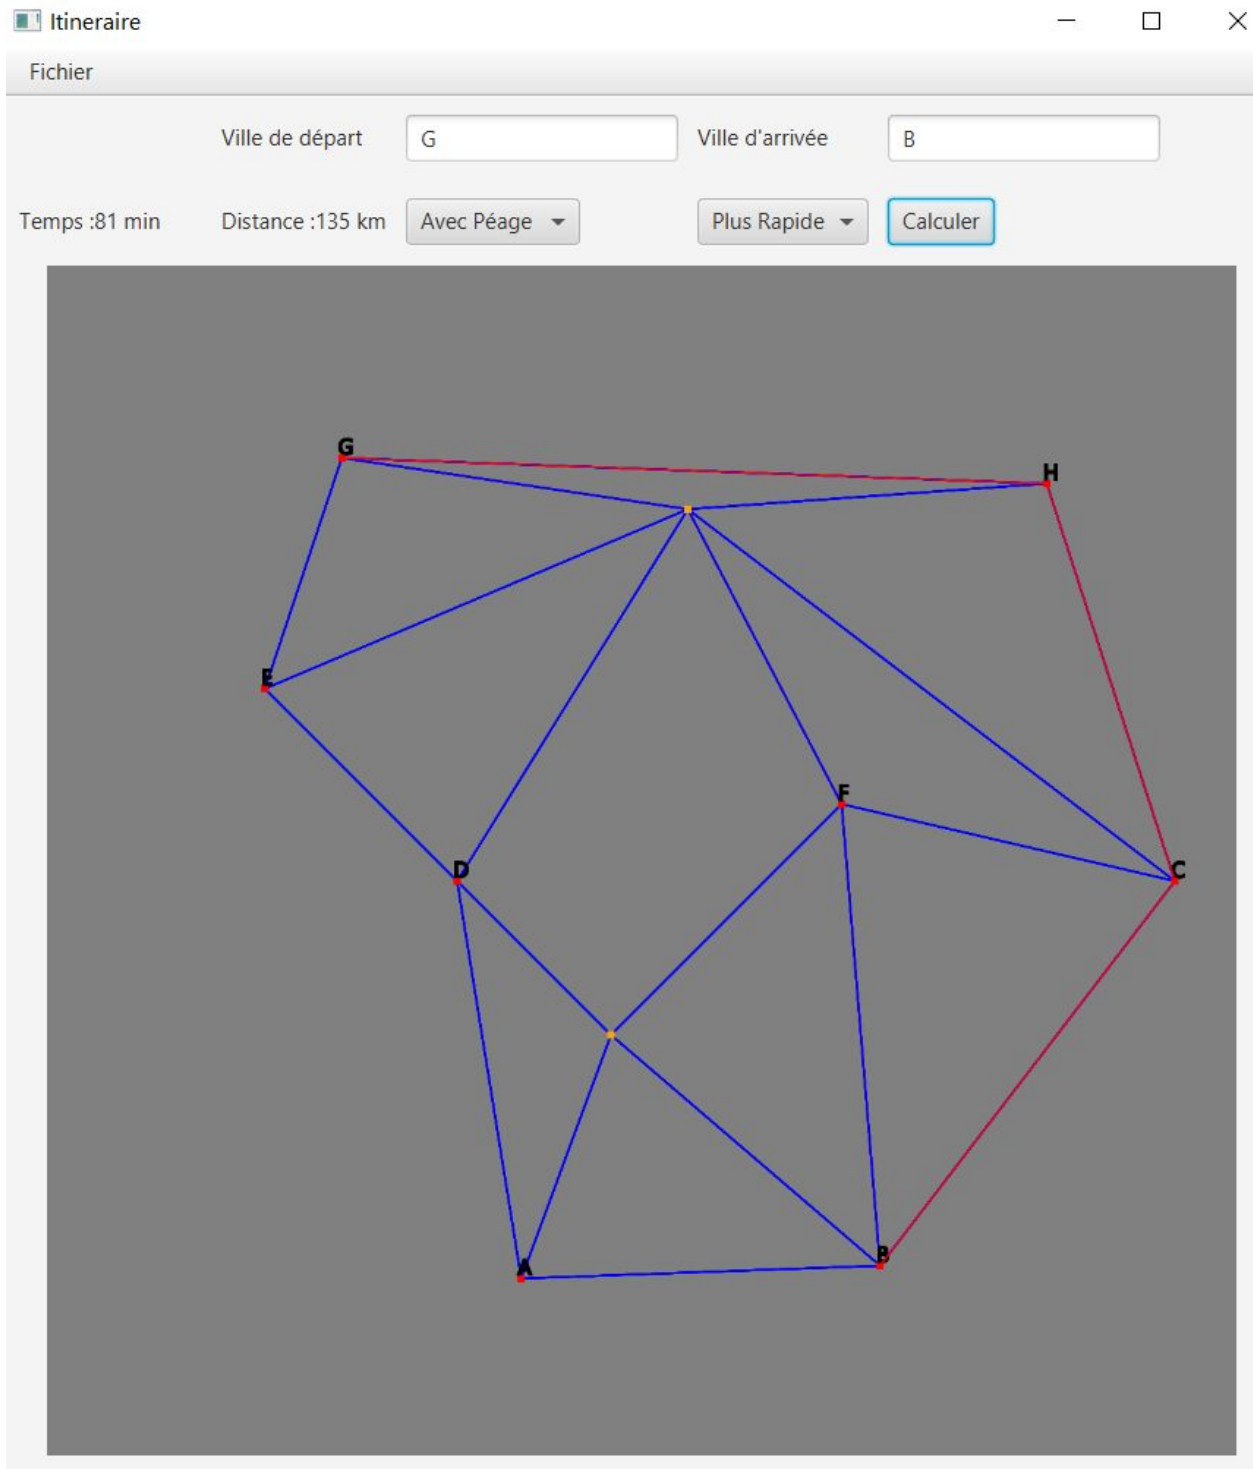 Itineraire
Fichier
Ville de départ G Ville d'arrivée B
Temps :81 min Distance :135 km Avec Péage Plus Rapide Calculer
G
H
E
F
D
C
B
A